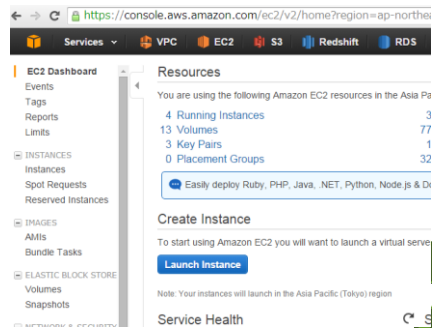 https://console.aws.amazon.com/ec2/v2/home?region=ap-northea
Services VPC EC2 S3 Redshift RDS
EC2 Dashboard
Events
Tags
Reports
Limits
INSTANCES
Instances
Spot Requests
Reserved Instances
IMAGES
AMIs
Bundle Tasks
ELASTIC BLOCK STORE
Volumes
Snapshots
NETWORK & SECURITY
Resources
You are using the following Amazon EC2 resources in the Asia Pa
4 Running Instances 3
13 Volumes 77
3 Key Pairs 1
0 Placement Groups 32
Easily deploy Ruby, PHP, Java, .NET, Python, Node.js & Do
Create Instance
To start using Amazon EC2 you will want to launch a virtual serve
Launch Instance
Note: Your instances will launch in the Asia Pacific (Tokyo) region
Service Health S